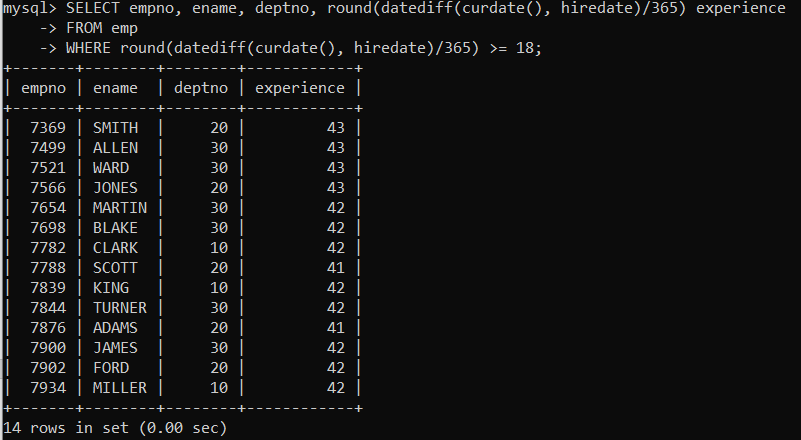 mysql> SELECT empno, ename, deptno, round(datediff(curdate(), hiredate)/365) experience
    -> FROM emp
    -> WHERE round(datediff(curdate(), hiredate)/365) >= 18;
+-------+--------+--------+------------+
| empno | ename  | deptno | experience |
+-------+--------+--------+------------+
|  7369 | SMITH  |     20 |         43 |
|  7499 | ALLEN  |     30 |         43 |
|  7521 | WARD   |     30 |         43 |
|  7566 | JONES  |     20 |         43 |
|  7654 | MARTIN |     30 |         42 |
|  7698 | BLAKE  |     30 |         42 |
|  7782 | CLARK  |     10 |         42 |
|  7788 | SCOTT  |     20 |         41 |
|  7839 | KING   |     10 |         42 |
|  7844 | TURNER |     30 |         42 |
|  7876 | ADAMS  |     20 |         41 |
|  7900 | JAMES  |     30 |         42 |
|  7902 | FORD   |     20 |         42 |
|  7934 | MILLER |     10 |         42 |
+-------+--------+--------+------------+
14 rows in set (0.00 sec)